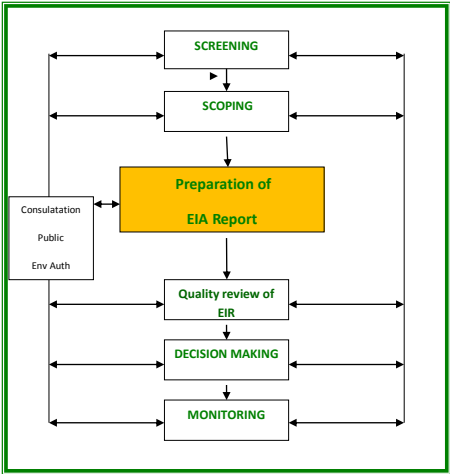 SCREENING
SCOPING
Preparation of
EIA Report
Consulatation
Public
Env Auth
Quality review of
EIR
DECISION MAKING
MONITORING